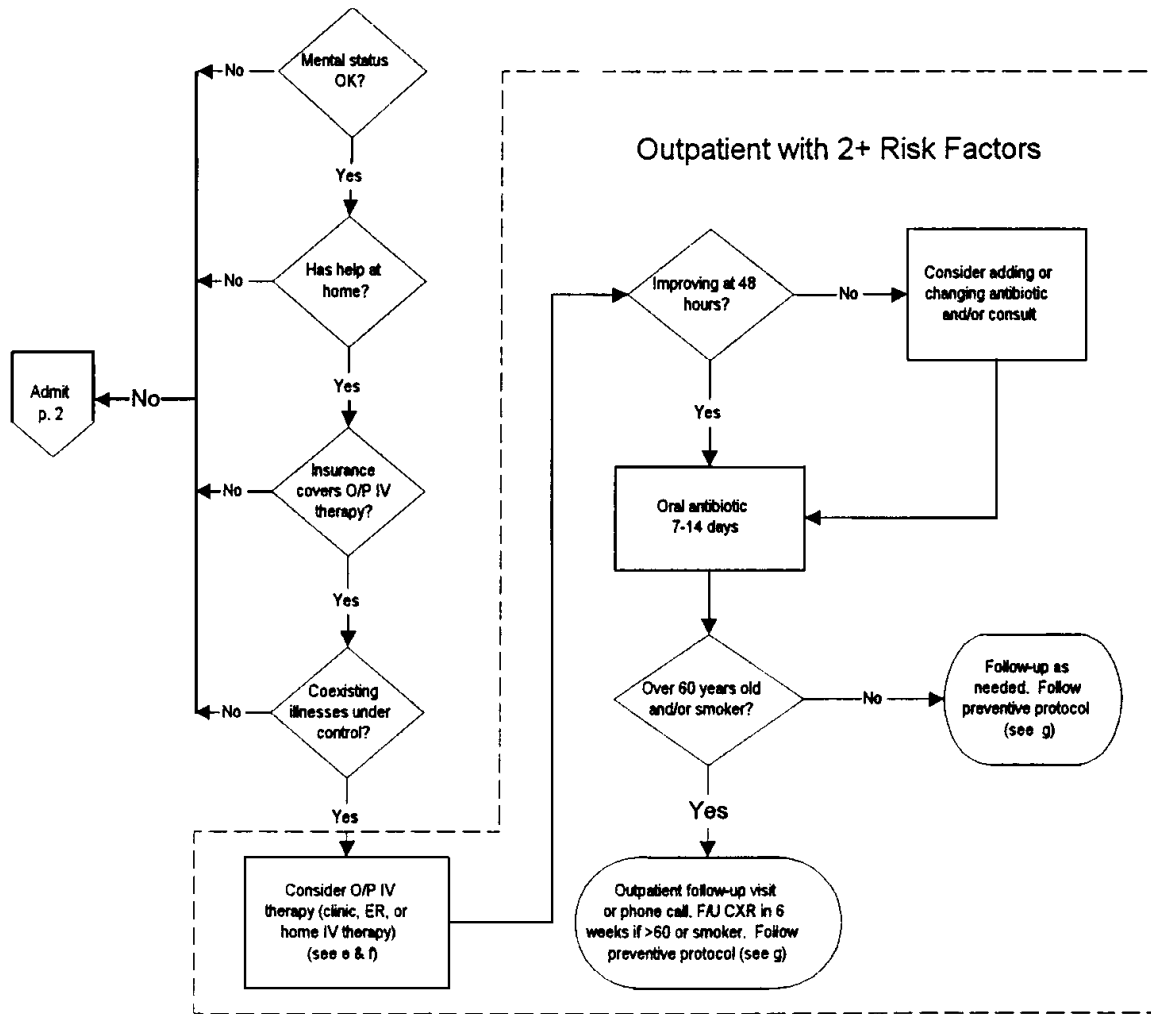 Mental status
OK?
No
Yes
Outpatient with 2+ Risk Factors
Has help at
home?
No
Yes
Improving at 48
hours?
No
Consider adding or
changing antibiotic
and/or consult
Yes
Admit
p. 2
No
Insurance
covers O/P IV
therapy?
No
Yes
Oral antibiotic
7-14 days
Coexisting
illnesses under
control?
No
Yes
Over 60 years old
and/or smoker?
No
Follow-up as
needed. Follow
preventive protocol
(see g)
Yes
Consider O/P IV
therapy (clinic, ER, or
home IV therapy)
(see e & f)
Outpatient follow-up visit
or phone call. F/U CXR in 6
weeks if >60 or smoker. Follow
preventive protocol (see g)